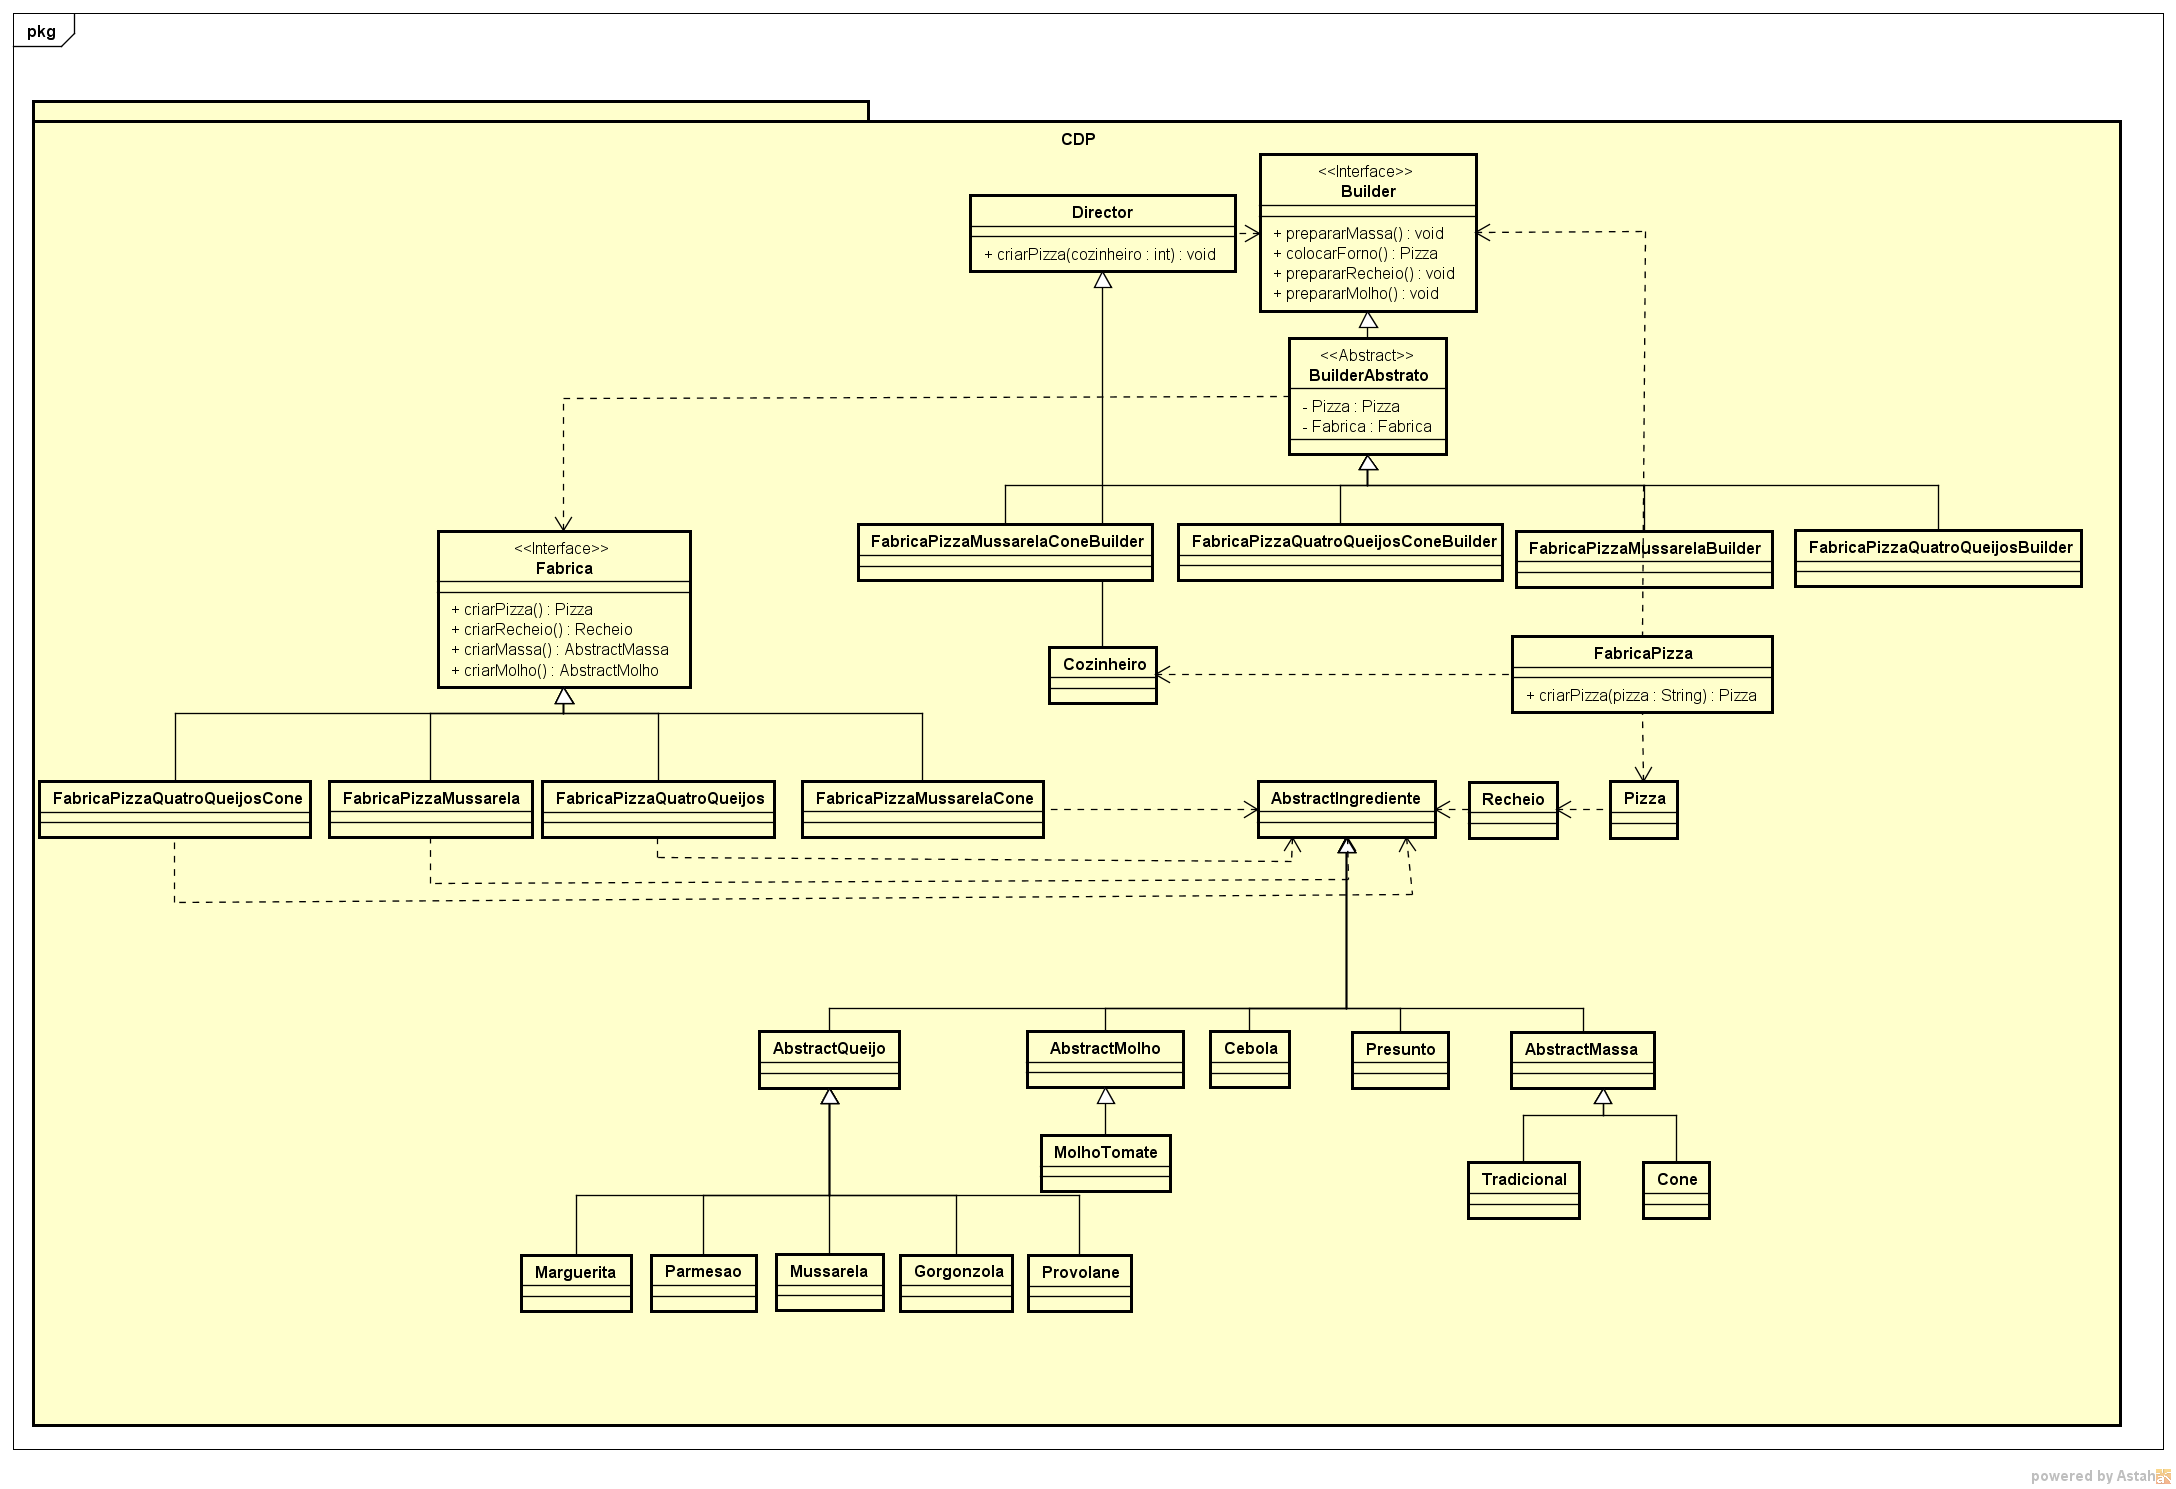 pkg
CDP
<<Interface>>
Builder
+ prepararMassa() : void
+ colocarForno() : Pizza
+ prepararRecheio() : void
+ prepararMolho() : void
Director
+ criarPizza(cozinheiro : int) : void
<<Abstract>>
BuilderAbstrato
- Pizza : Pizza
- Fabrica : Fabrica
FabricaPizzaMussarelaConeBuilder
FabricaPizzaQuatroQueijosConeBuilder
FabricaPizzaMussarelaBuilder
FabricaPizzaQuatroQueijosBuilder
<<Interface>>
Fabrica
+ criarPizza() : Pizza
+ criarRecheio() : Recheio
+ criarMassa() : AbstractMassa
+ criarMolho() : AbstractMolho
Cozinheiro
FabricaPizza
+ criarPizza(pizza : String) : Pizza
FabricaPizzaQuatroQueijosCone
FabricaPizzaMussarela
FabricaPizzaQuatroQueijos
FabricaPizzaMussarelaCone
AbstractIngrediente
Recheio
Pizza
AbstractQueijo
AbstractMolho
Cebola
Presunto
AbstractMassa
MolhoTomate
Tradicional
Cone
Marguerita
Parmesao
Mussarela
Gorgonzola
Provolane
powered by Astah